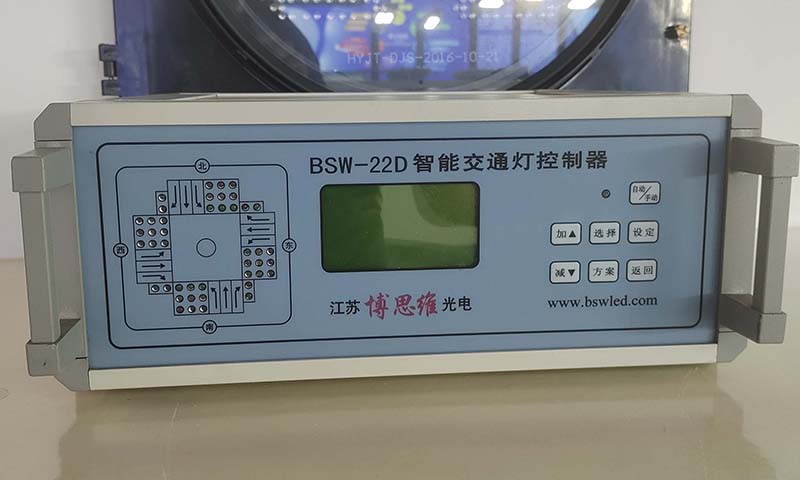 HYJT-DJS-2016-10-21
BSW-22D智能交通灯控制器
北
西
东
南
自动/手动
加▲ 选择 设定
减▼ 方案 返回
江苏 博思维 光电
www.bswled.com